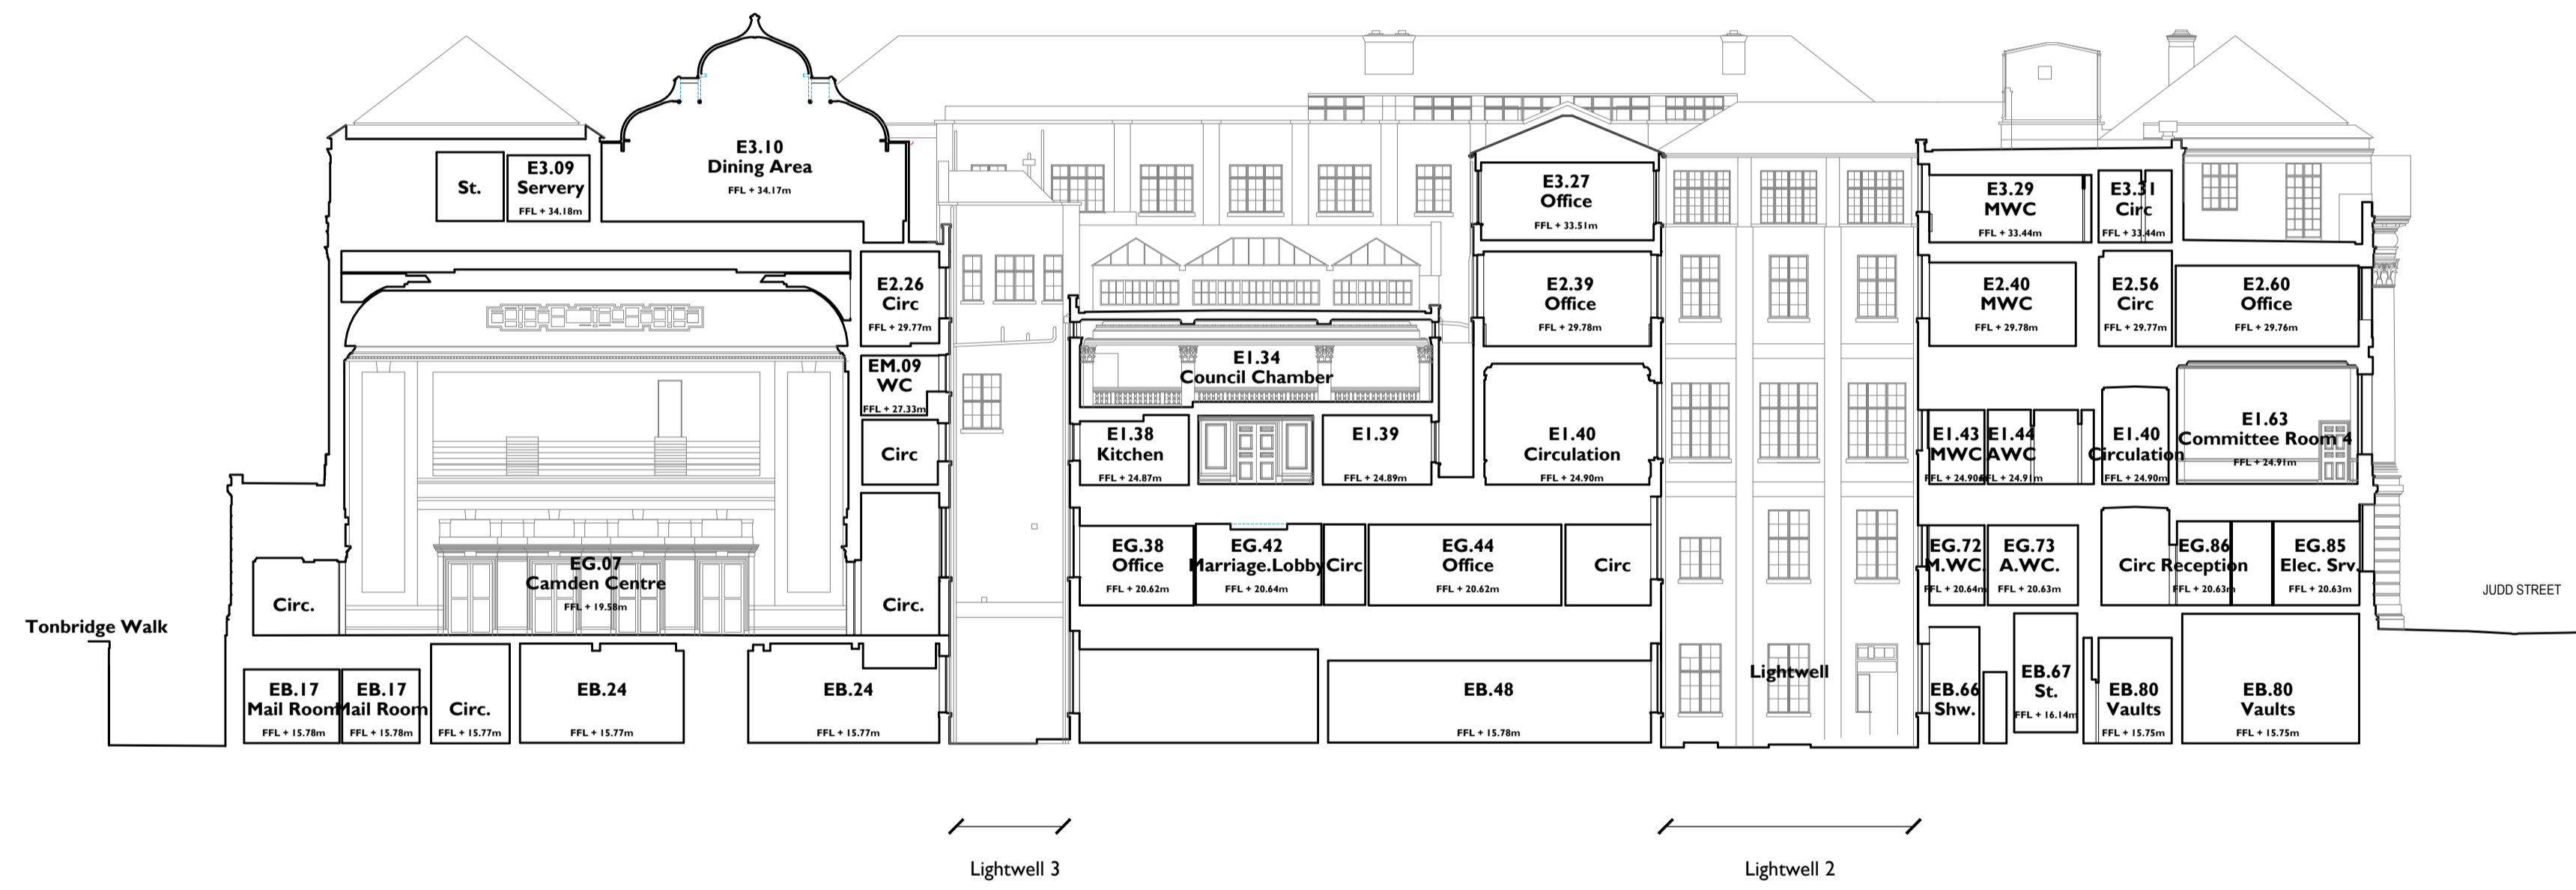 E3.10
Dining Area
FFL + 34.17m
St.
E3.09
Servery
FFL + 34.18m
E3.27
Office
FFL + 33.51m
E3.29
MWC
FFL + 33.44m
E3.31
Circ
FFL + 33.44m
E2.26
Circ
FFL + 29.77m
E2.39
Office
FFL + 29.78m
E2.40
MWC
FFL + 29.78m
E2.56
Circ
FFL + 29.77m
E2.60
Office
FFL + 29.76m
EM.09
WC
FFL + 27.33m
E1.34
Council Chamber
Circ
E1.38
Kitchen
FFL + 24.87m
E1.39
FFL + 24.89m
E1.40
Circulation
FFL + 24.90m
E1.43
MWC
FFL + 24.90m
E1.44
AWC
FFL + 24.91m
E1.40
Circulation
FFL + 24.90m
E1.63
Committee Room 4
FFL + 24.91m
Circ.
EG.07
Camden Centre
FFL + 19.58m
Circ.
EG.38
Office
FFL + 20.62m
EG.42
Marriage.Lobby
FFL + 20.64m
Circ
EG.44
Office
FFL + 20.62m
Circ
EG.72
M.WC.
FFL + 20.64m
EG.73
A.WC.
FFL + 20.63m
Circ
EG.86
Reception
FFL + 20.63m
EG.85
Elec. Srv.
FFL + 20.63m
JUDD STREET
Tonbridge Walk
EB.17
Mail Room
FFL + 15.78m
EB.17
Mail Room
FFL + 15.78m
Circ.
FFL + 15.77m
EB.24
FFL + 15.77m
EB.24
FFL + 15.77m
EB.48
FFL + 15.78m
Lightwell
EB.66
Shw.
EB.67
St.
FFL + 16.14m
EB.80
Vaults
FFL + 15.75m
EB.80
Vaults
FFL + 15.75m
Lightwell 3
Lightwell 2